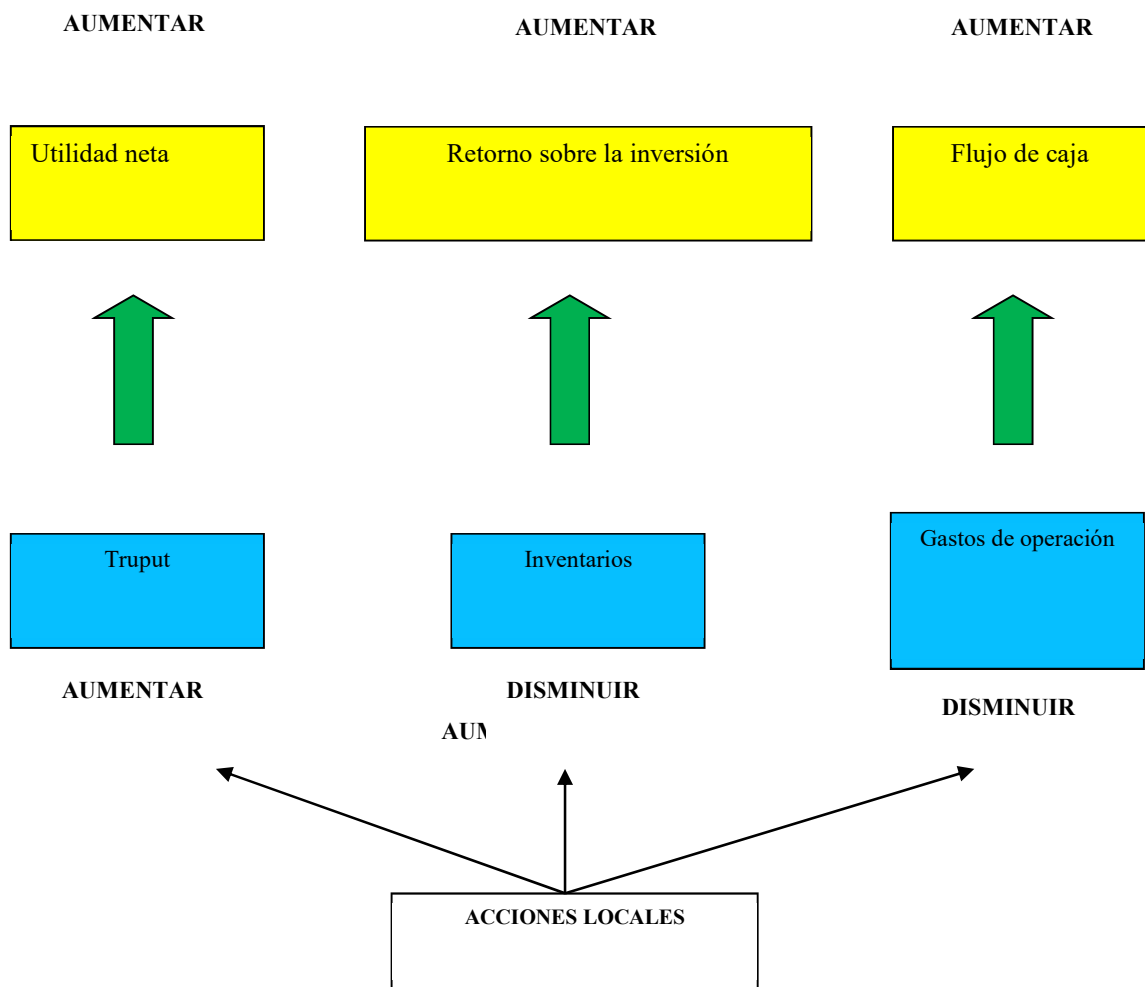 AUMENTAR
AUMENTAR
AUMENTAR
Utilidad neta
Retorno sobre la inversión
Flujo de caja
Truput
Inventarios
Gastos de operación
AUMENTAR
DISMINUIR
DISMINUIR
ACCIONES LOCALES